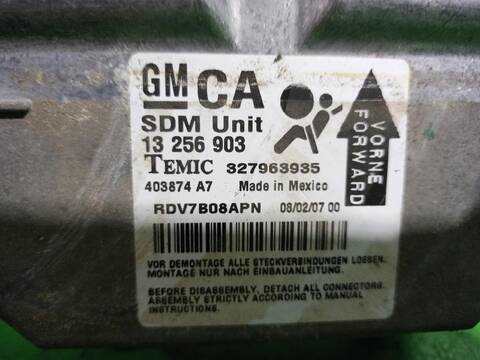 GM CA
SDM Unit
13 256 903
TEMIC 327963935
403874 A7 Made in Mexico
RDV7B08APN 08/02/07 00
VORNE
FORWARD
VOR DEMONTAGE ALLE STECKVERBINDUNGEN LOESEN.
MONTAGE NUR NACH EINBAUANLEITUNG.
BEFORE DISASSEMBLY, DETACH ALL CONNECTORS.
ASSEMBLY STRICTLY ACCORDING TO MANUAL
INSTRUCTIONS